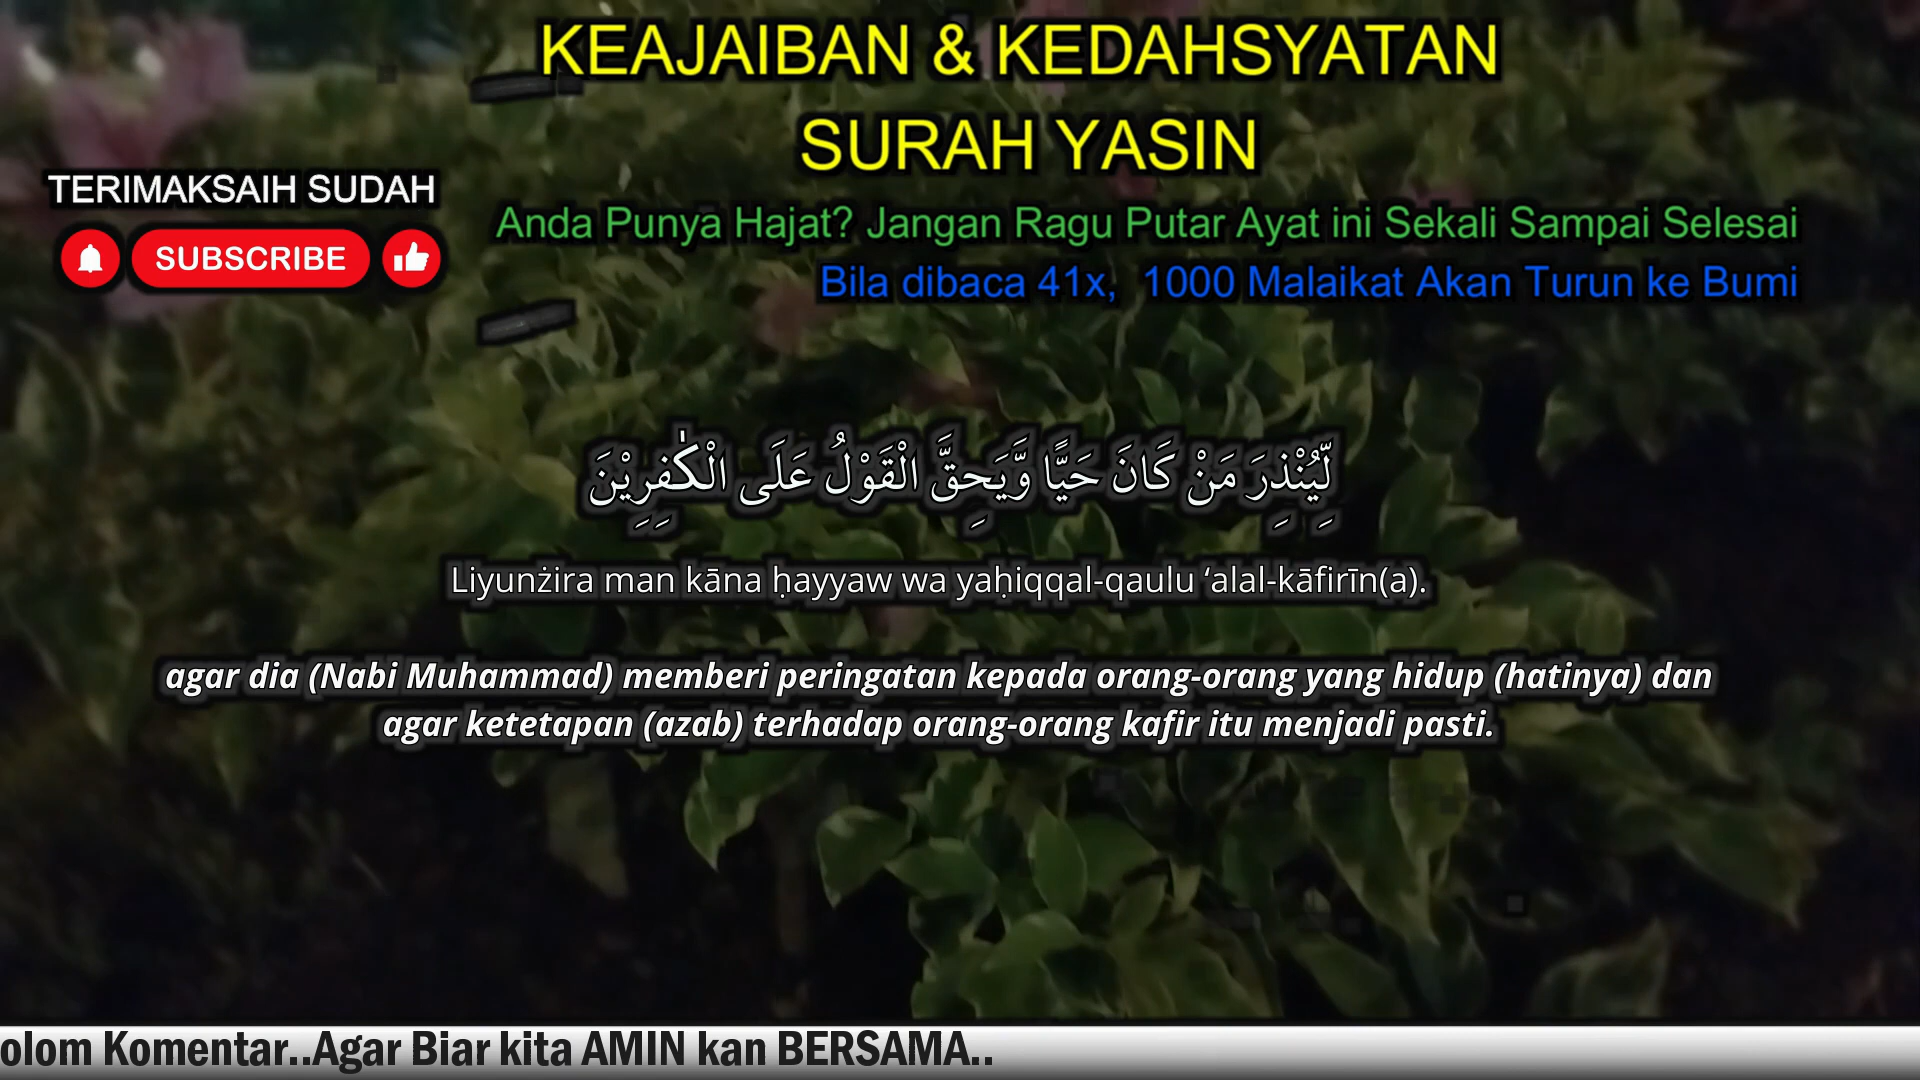 KEAJAIBAN & KEDAHSYATAN
SURAH YASIN
TERIMAKSAIH SUDAH
SUBSCRIBE
Anda Punya Hajat? Jangan Ragu Putar Ayat ini Sekali Sampai Selesai
Bila dibaca 41x, 1000 Malaikat Akan Turun ke Bumi
لِّيُنْذِرَ مَنْ كَانَ حَيًّا وَّيَحِقَّ الْقَوْلُ عَلَى الْكٰفِرِيْنَ
Liyunżira man kāna ḥayyaw wa yaḥiqqal-qaulu ‘alal-kāfirīn(a).
agar dia (Nabi Muhammad) memberi peringatan kepada orang-orang yang hidup (hatinya) dan
agar ketetapan (azab) terhadap orang-orang kafir itu menjadi pasti.
olom Komentar..Agar Biar kita AMIN kan BERSAMA..